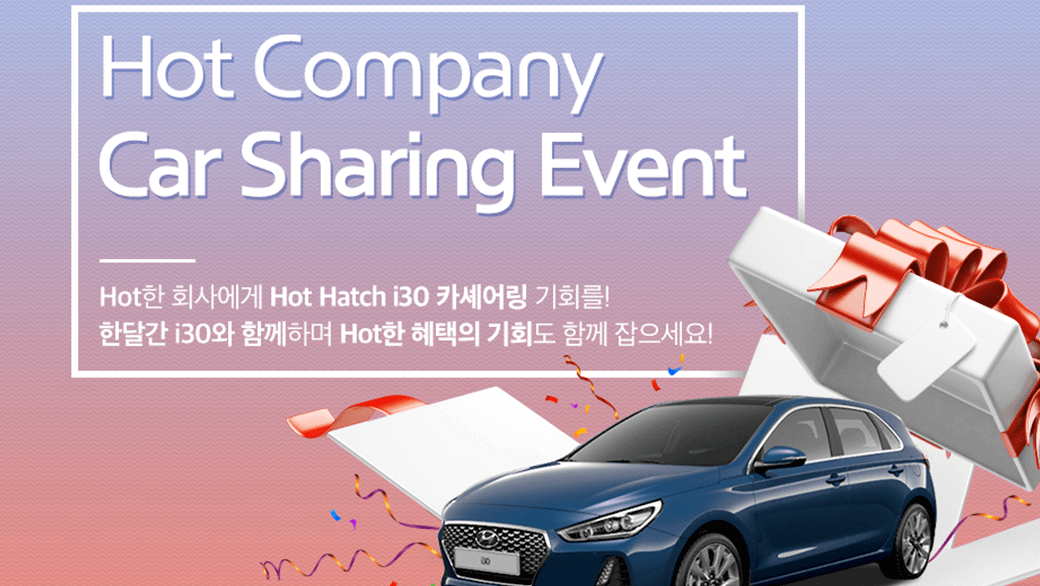 Hot Company
Car Sharing Event
Hot한 회사에게 Hot Hatch i30 카셰어링 기회를!
한달간 i30와 함께하며 Hot한 혜택의 기회도 함께 잡으세요!
i30